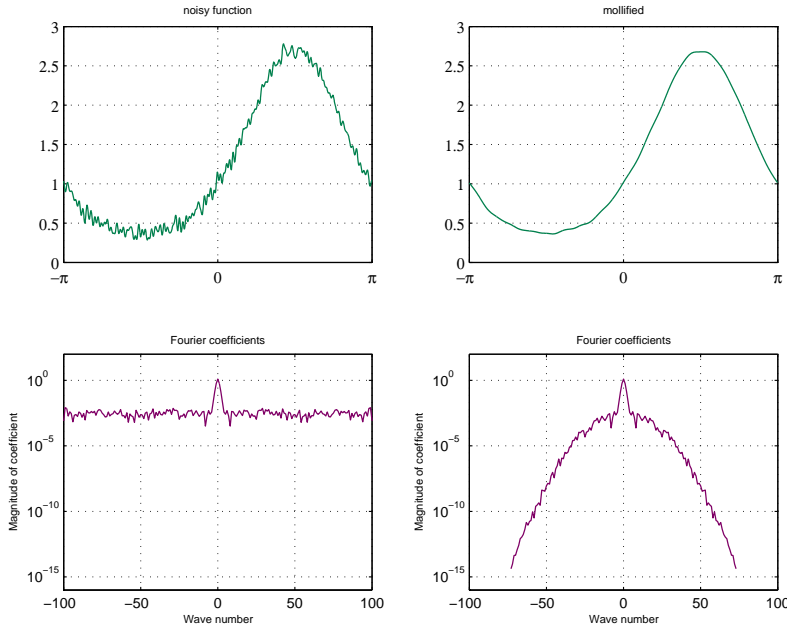 noisy function
3
2.5
2
1.5
1
0.5
0
−π 0 π
mollified
3
2.5
2
1.5
1
0.5
0
−π 0 π
Fourier coefficients
Magnitude of coefficient
10^0
10^−5
10^−10
10^−15
−100 −50 0 50 100
Wave number
Fourier coefficients
Magnitude of coefficient
10^0
10^−5
10^−10
10^−15
−100 −50 0 50 100
Wave number